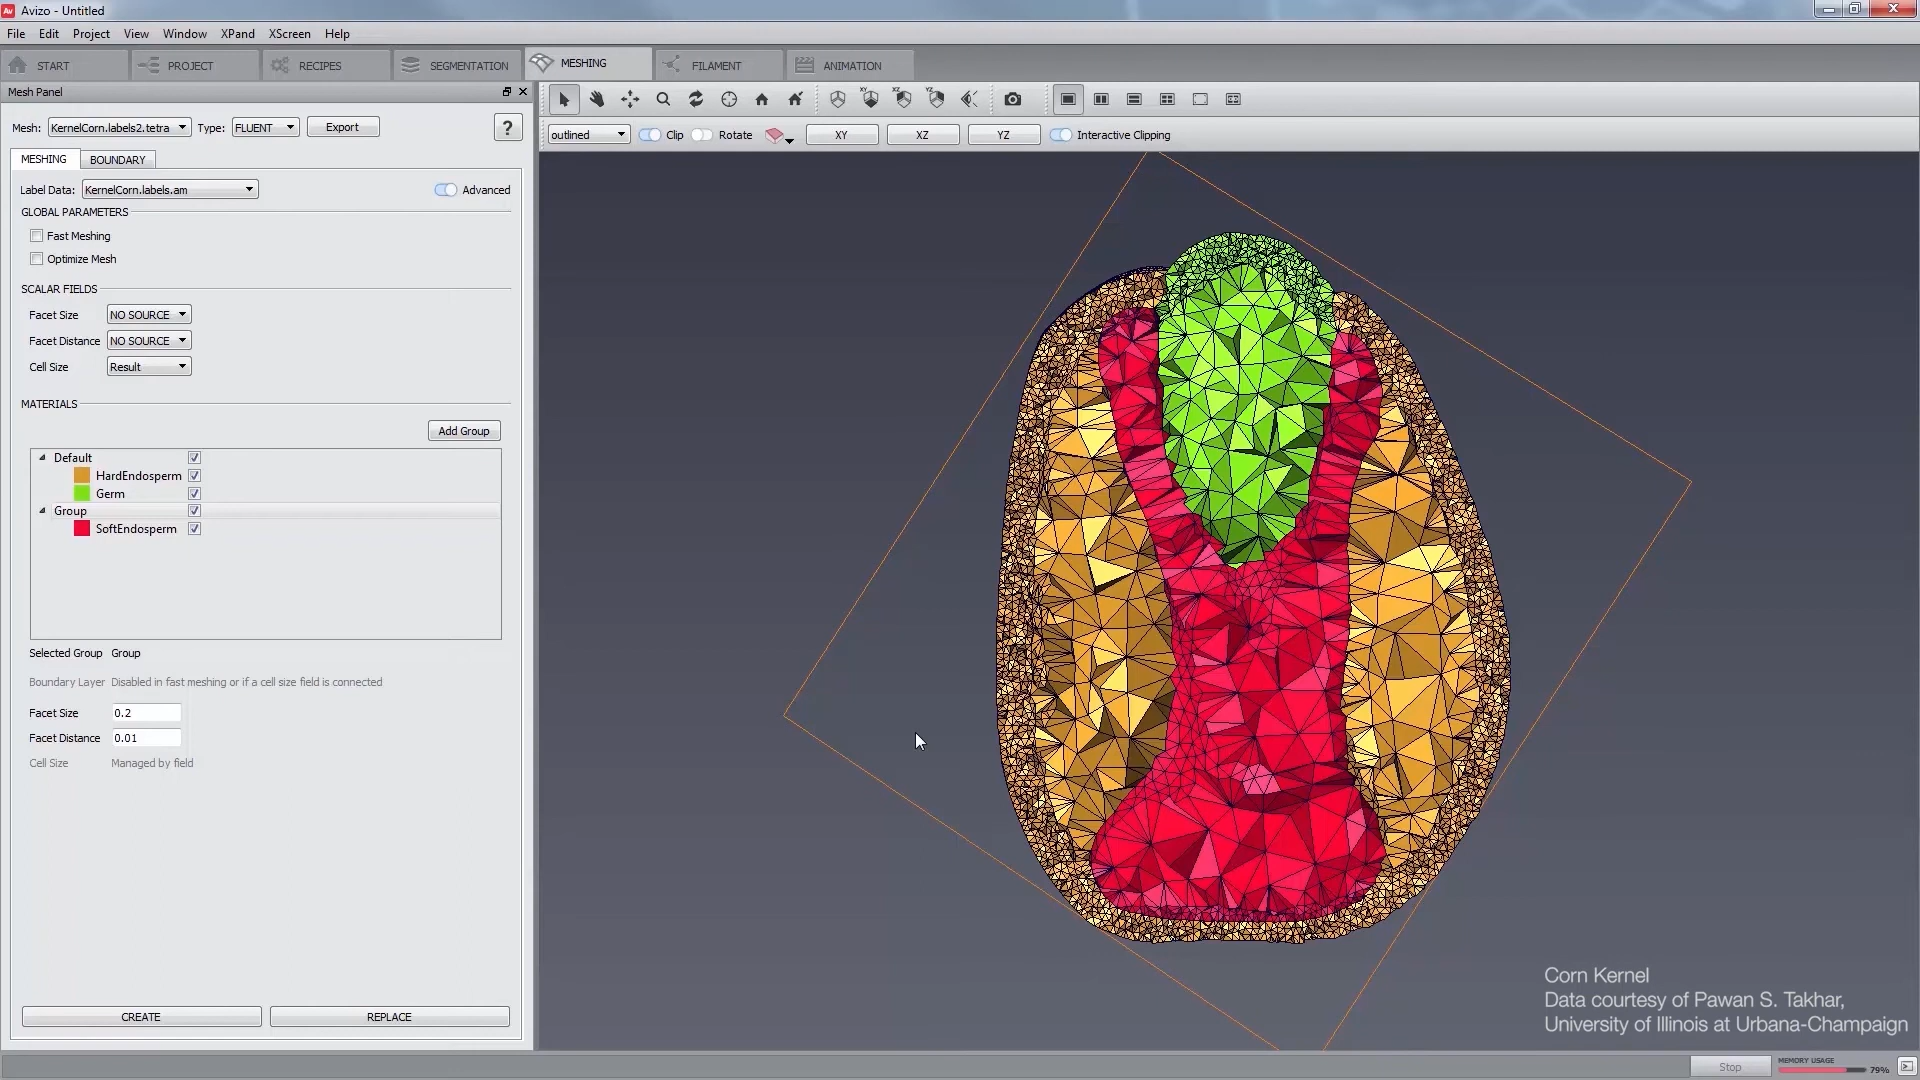 Avizo - Untitled
File Edit Project View Window XPand XScreen Help
START PROJECT RECIPES SEGMENTATION MESHING FILAMENT ANIMATION
Mesh Panel
Mesh: KernelCorn.labels2.tetra Type: FLUENT Export ?
XY XZ YZ
outlined Clip Rotate XY XZ YZ Interactive Clipping
MESHING BOUNDARY
Label Data: KernelCorn.labels.am Advanced
GLOBAL PARAMETERS
Fast Meshing
Optimize Mesh
SCALAR FIELDS
Facet Size NO SOURCE
Facet Distance NO SOURCE
Cell Size Result
MATERIALS
Add Group
Default
HardEndosperm
Germ
Group
SoftEndosperm
Selected Group Group
Boundary Layer Disabled in fast meshing or if a cell size field is connected
Facet Size 0.2
Facet Distance 0.01
Cell Size Managed by field
CREATE REPLACE
Corn Kernel
Data courtesy of Pawan S. Takhar,
University of Illinois at Urbana-Champaign
Stop MEMORY USAGE 79%